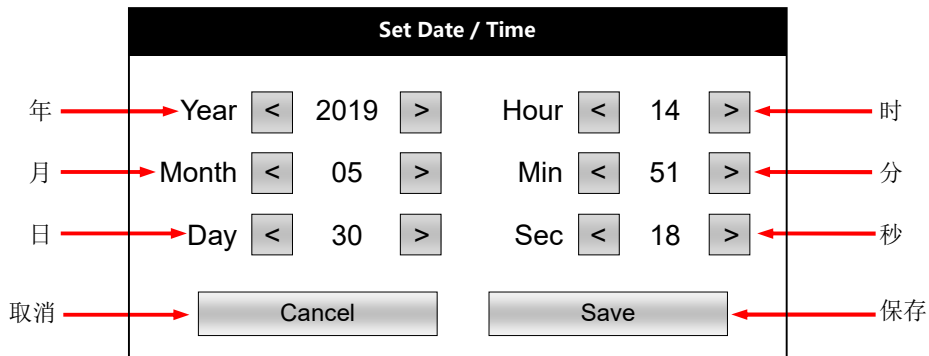 Set Date / Time
年 Year < 2019 > Hour < 14 > 时
月 Month < 05 > Min < 51 > 分
日 Day < 30 > Sec < 18 > 秒
取消 Cancel Save 保存